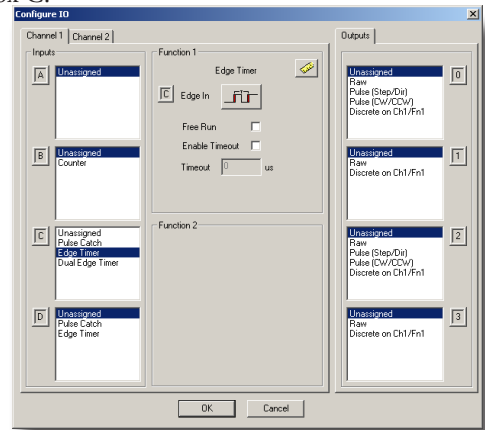 Configure IO
Channel 1
Channel 2
Inputs
A
Unassigned
B
Unassigned
Counter
C
Unassigned
Pulse Catch
Edge Timer
Dual Edge Timer
D
Unassigned
Pulse Catch
Edge Timer
Function 1
Edge Timer
C Edge In
Free Run
Enable Timeout
Timeout 0 us
Function 2
Outputs
Unassigned
Raw
Pulse (Step/Dir)
Pulse (CW/CCW)
Discrete on Ch1/Fn1
0
Unassigned
Raw
Discrete on Ch1/Fn1
1
Unassigned
Raw
Pulse (Step/Dir)
Pulse (CW/CCW)
Discrete on Ch1/Fn1
2
Unassigned
Raw
Discrete on Ch1/Fn1
3
OK
Cancel